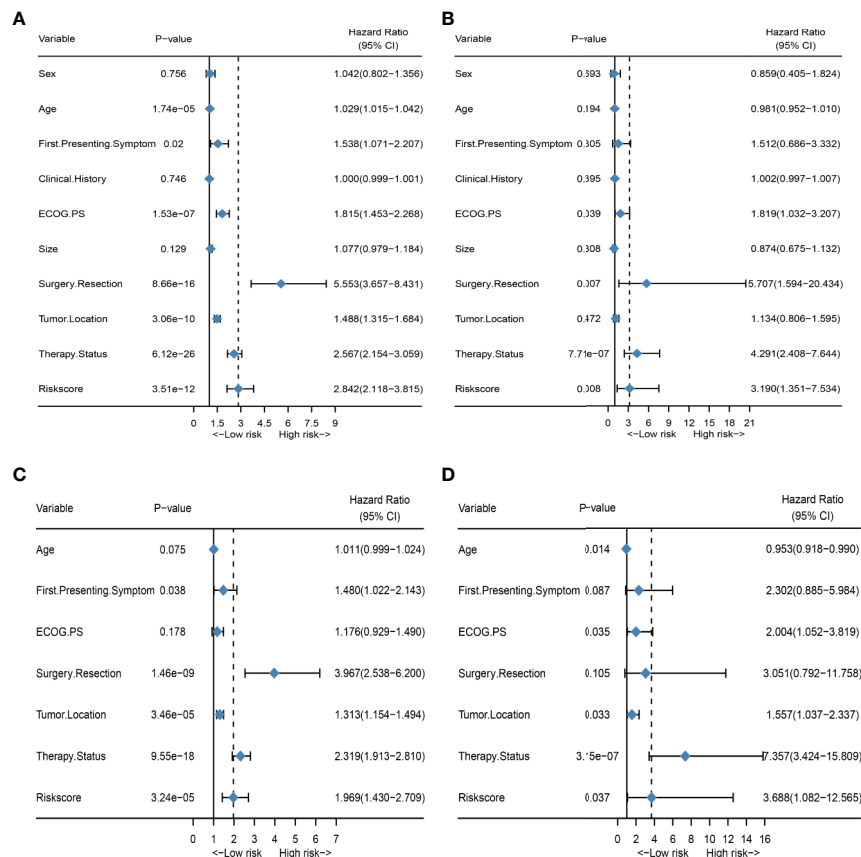 A
Variable P-value Hazard Ratio
(95% CI)
Sex 0.756 1.042(0.802-1.356)
Age 1.74e-05 1.029(1.015-1.042)
First.Presenting.Symptom 0.02 1.538(1.071-2.207)
Clinical.History 0.746 1.000(0.999-1.001)
ECOG.PS 1.53e-07 1.815(1.453-2.268)
Size 0.129 1.077(0.979-1.184)
Surgery.Resection 8.66e-16 5.553(3.657-8.431)
Tumor.Location 3.06e-10 1.488(1.315-1.684)
Therapy.Status 6.12e-26 2.567(2.154-3.059)
Riskscore 3.51e-12 2.842(2.118-3.815)
0 1.5 3 4.5 6 7.5 9
<-Low risk High risk->
B
Variable P-value Hazard Ratio
(95% CI)
Sex 0.693 0.859(0.405-1.824)
Age 0.194 0.981(0.952-1.010)
First.Presenting.Symptom 0.305 1.512(0.686-3.332)
Clinical.History 0.395 1.002(0.997-1.007)
ECOG.PS 0.039 1.819(1.032-3.207)
Size 0.308 0.874(0.675-1.132)
Surgery.Resection 0.007 5.707(1.594-20.434)
Tumor.Location 0.472 1.134(0.806-1.595)
Therapy.Status 7.71e-07 4.291(2.408-7.644)
Riskscore 0.008 3.190(1.351-7.534)
0 3 6 9 12 15 18 21
<-Low risk High risk->
C
Variable P-value Hazard Ratio
(95% CI)
Age 0.075 1.011(0.999-1.024)
First.Presenting.Symptom 0.038 1.480(1.022-2.143)
ECOG.PS 0.178 1.176(0.929-1.490)
Surgery.Resection 1.46e-09 3.967(2.538-6.200)
Tumor.Location 3.46e-05 1.313(1.154-1.494)
Therapy.Status 9.55e-18 2.319(1.913-2.810)
Riskscore 3.24e-05 1.969(1.430-2.709)
0 1 2 3 4 5 6 7
<-Low risk High risk->
D
Variable P-value Hazard Ratio
(95% CI)
Age 0.014 0.953(0.918-0.990)
First.Presenting.Symptom 0.087 2.302(0.885-5.984)
ECOG.PS 0.035 2.004(1.052-3.819)
Surgery.Resection 0.105 3.051(0.792-11.758)
Tumor.Location 0.033 1.557(1.037-2.337)
Therapy.Status 3.15e-07 7.357(3.424-15.809)
Riskscore 0.037 3.688(1.082-12.565)
0 2 4 6 8 10 12 14 16
<-Low risk High risk->